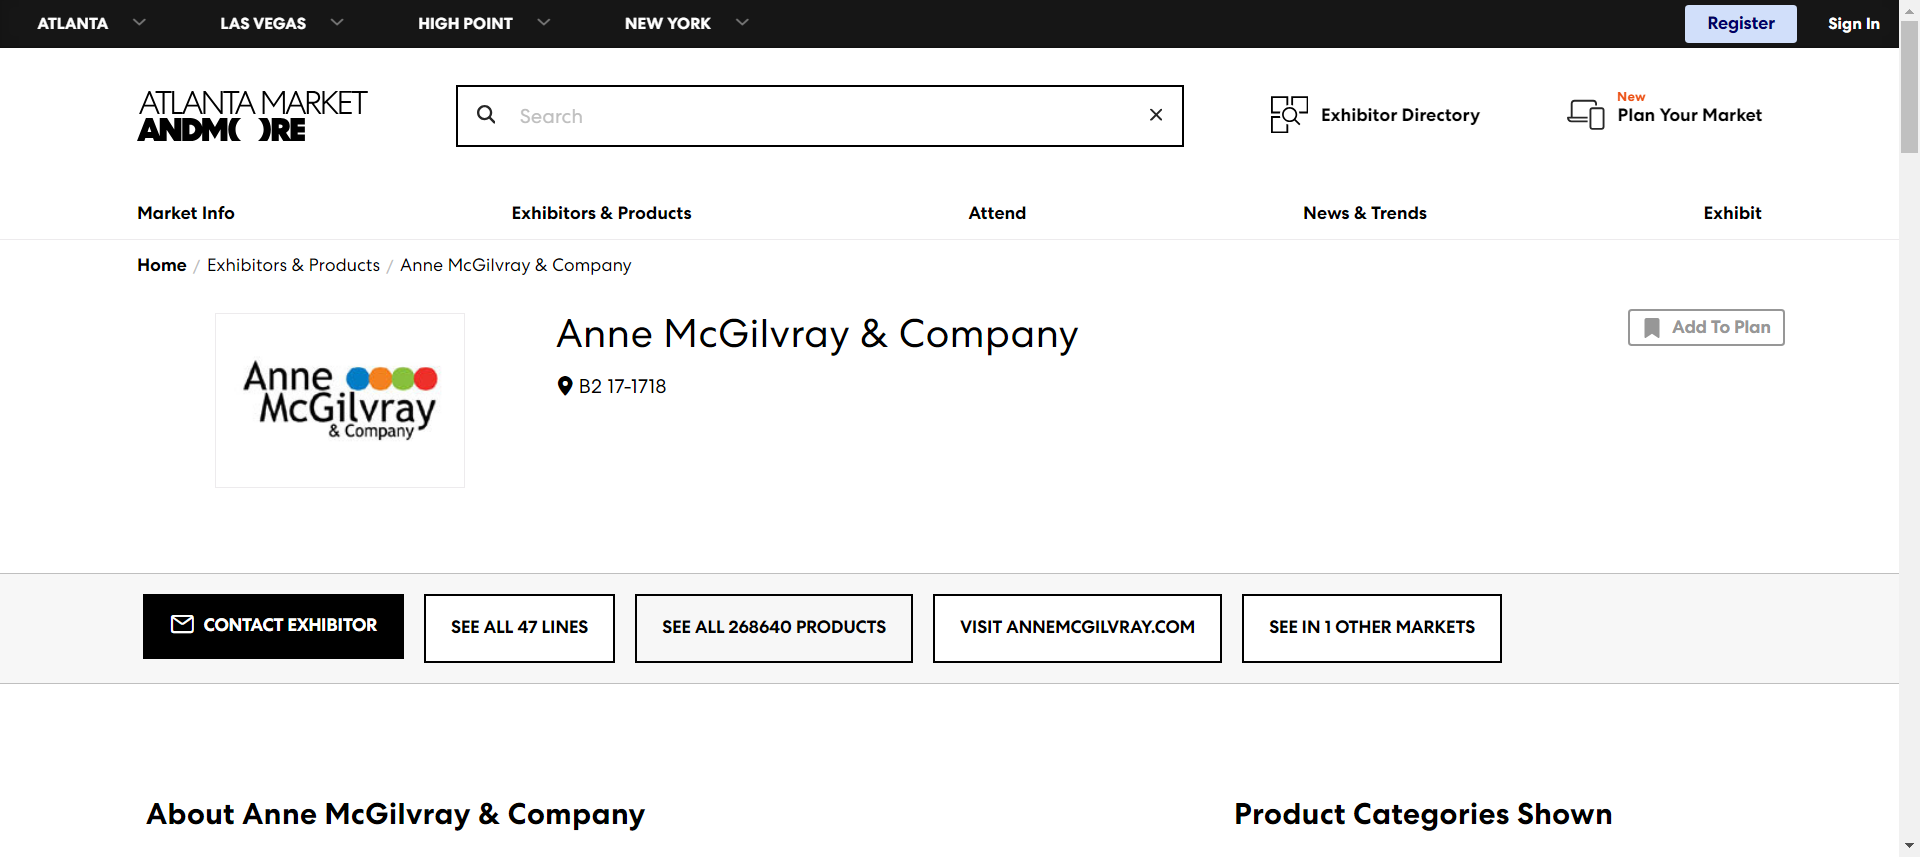 ATLANTA LAS VEGAS HIGH POINT NEW YORK Register Sign In
ATLANTA MARKET
ANDMORE
Search
Exhibitor Directory
New
Plan Your Market
Market Info Exhibitors & Products Attend News & Trends Exhibit
Home / Exhibitors & Products / Anne McGilvray & Company
Anne
McGilvray
& Company
Anne McGilvray & Company
Add To Plan
B2 17-1718
CONTACT EXHIBITOR SEE ALL 47 LINES SEE ALL 268640 PRODUCTS VISIT ANNEMCGILVRAY.COM SEE IN 1 OTHER MARKETS
About Anne McGilvray & Company
Product Categories Shown